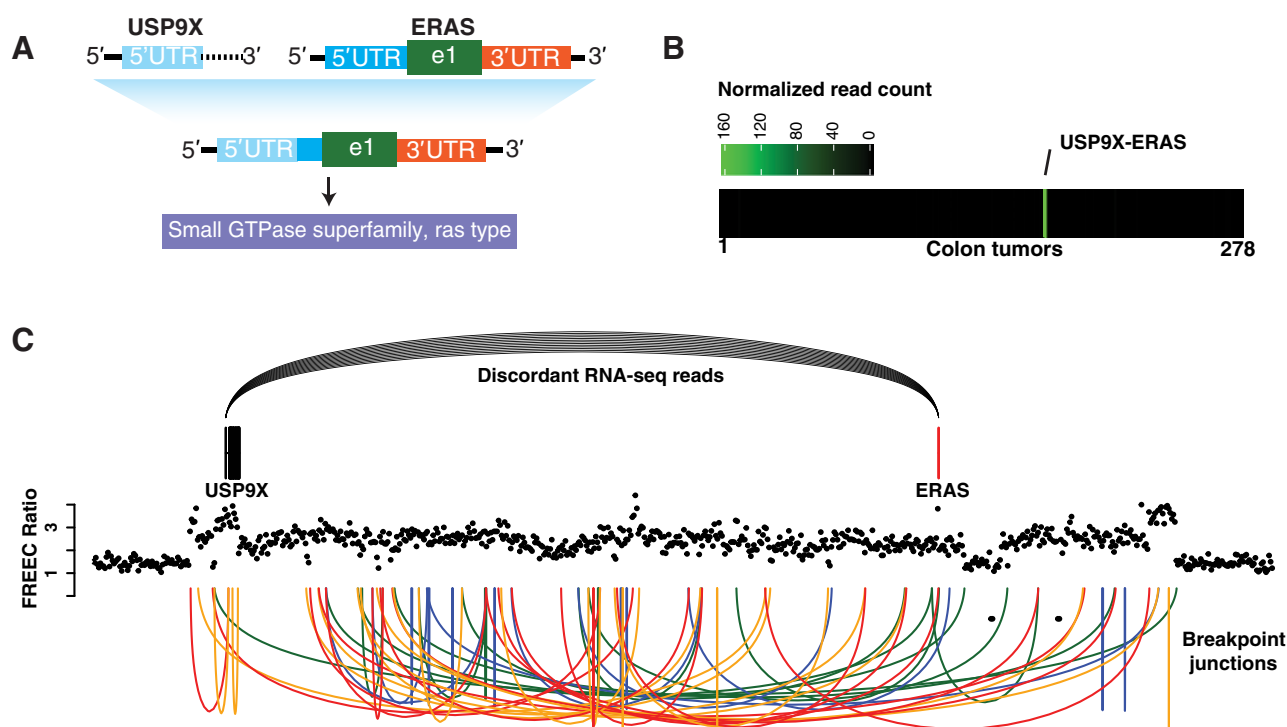 A
USP9X
ERAS
5′ 5′UTR 3′
5′ 5′UTR e1 3′UTR 3′
5′ 5′UTR e1 3′UTR 3′
Small GTPase superfamily, ras type
B
Normalized read count
160 120 80 40 0
USP9X-ERAS
1 Colon tumors 278
C
Discordant RNA-seq reads
USP9X
ERAS
FREEC Ratio
3
1
Breakpoint
junctions